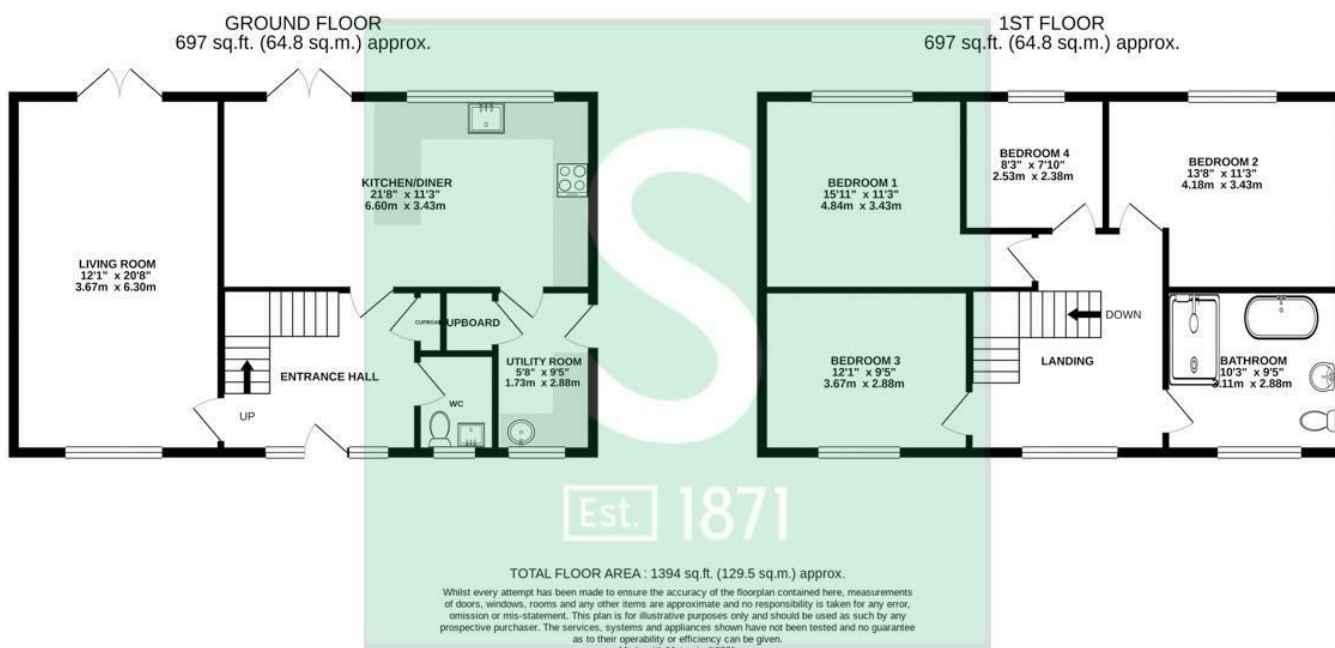 GROUND FLOOR
697 sq.ft. (64.8 sq.m.) approx.
KITCHEN/DINER
21'8" x 11'3"
6.60m x 3.43m
LIVING ROOM
12'1" x 20'8"
3.67m x 6.30m
CUPBOARD
UPBOARD
UTILITY ROOM
5'8" x 9'5"
1.73m x 2.88m
ENTRANCE HALL
WC
UP
1ST FLOOR
697 sq.ft. (64.8 sq.m.) approx.
BEDROOM 4
8'3" x 7'10"
2.53m x 2.38m
BEDROOM 1
15'11" x 11'3"
4.84m x 3.43m
BEDROOM 2
13'8" x 11'3"
4.18m x 3.43m
DOWN
BEDROOM 3
12'1" x 9'5"
3.67m x 2.88m
LANDING
BATHROOM
10'3" x 9'5"
3.11m x 2.88m
S
Est. 1871
TOTAL FLOOR AREA : 1394 sq.ft. (129.5 sq.m.) approx.
Whilst every attempt has been made to ensure the accuracy of the floorplan contained here, measurements
of doors, windows, rooms and any other items are approximate and no responsibility is taken for any error,
omission or mis-statement. This plan is for illustrative purposes only and should be used as such by any
prospective purchaser. The services, systems and appliances shown have not been tested and no guarantee
as to their operability or efficiency can be given.